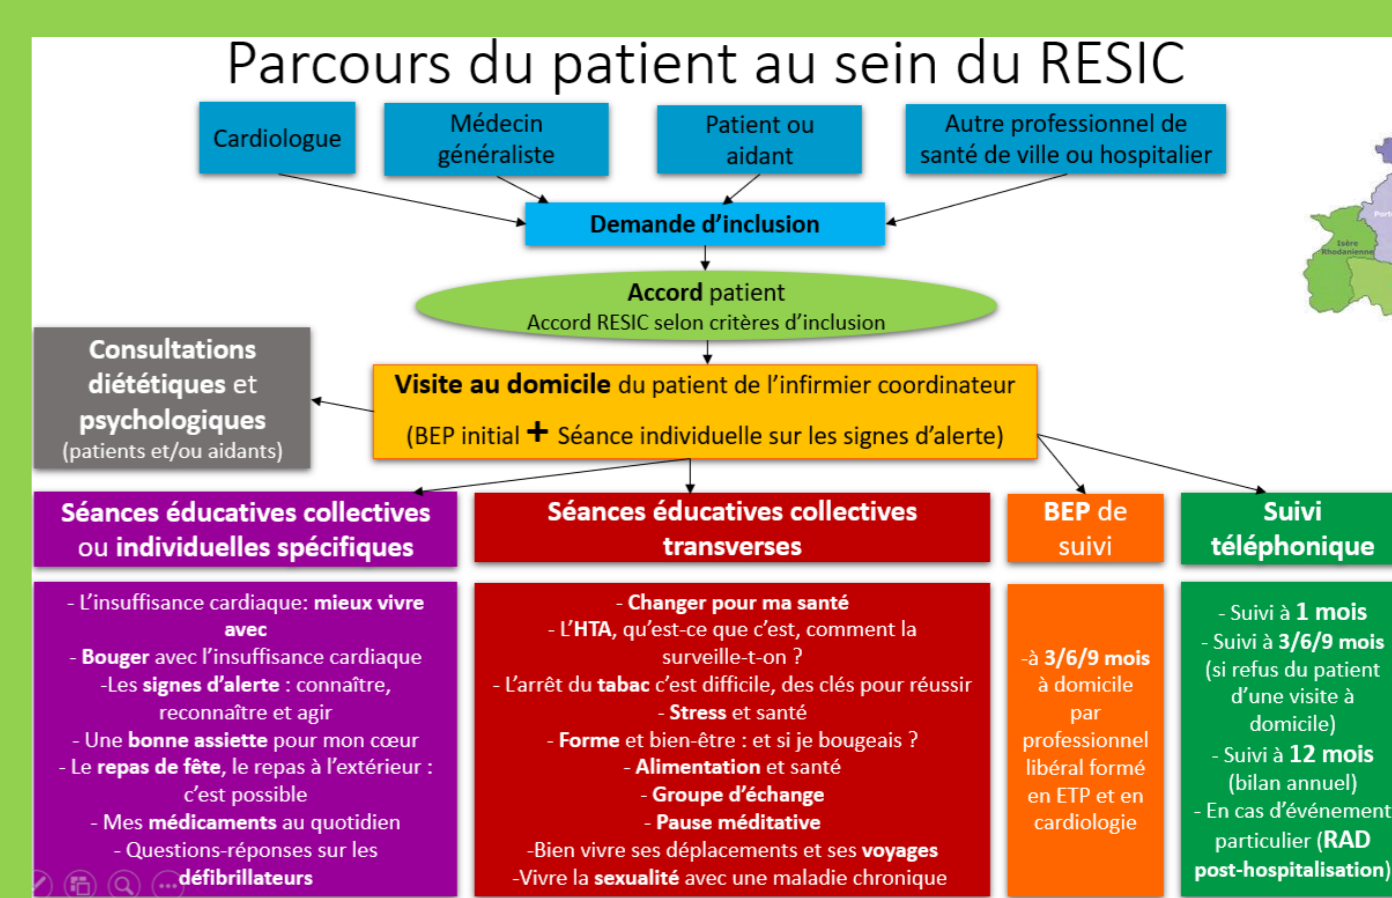 Parcours du patient au sein du RESIC
Cardiologue
Médecin
généraliste
Patient ou
aidant
Autre professionnel de
santé de ville ou hospitalier
Demande d'inclusion
Accord patient
Accord RESIC selon critères d'inclusion
Isère
Rhodanienne
Consultations
diététiques et
psychologiques
(patients et/ou aidants)
Visite au domicile du patient de l'infirmier coordinateur
(BEP initial + Séance individuelle sur les signes d'alerte)
Séances éducatives collectives
ou individuelles spécifiques
- L'insuffisance cardiaque: mieux vivre
avec
- Bouger avec l'insuffisance cardiaque
-Les signes d'alerte : connaître,
reconnaître et agir
- Une bonne assiette pour mon cœur
- Le repas de fête, le repas à l'extérieur :
c'est possible
- Mes médicaments au quotidien
- Questions-réponses sur les
défibrillateurs
Séances éducatives collectives
transverses
- Changer pour ma santé
- L'HTA, qu'est-ce que c'est, comment la
surveille-t-on ?
- L'arrêt du tabac c'est difficile, des clés pour réussir
- Stress et santé
- Forme et bien-être : et si je bougeais ?
- Alimentation et santé
- Groupe d'échange
- Pause méditative
-Bien vivre ses déplacements et ses voyages
-Vivre la sexualité avec une maladie chronique
BEP de
suivi
-à 3/6/9 mois
à domicile
par
professionnel
libéral formé
en ETP et en
cardiologie
Suivi
téléphonique
- Suivi à 1 mois
- Suivi à 3/6/9 mois
(si refus du patient
d'une visite à
domicile)
- Suivi à 12 mois
(bilan annuel)
- En cas d'événement
particulier (RAD
post-hospitalisation)